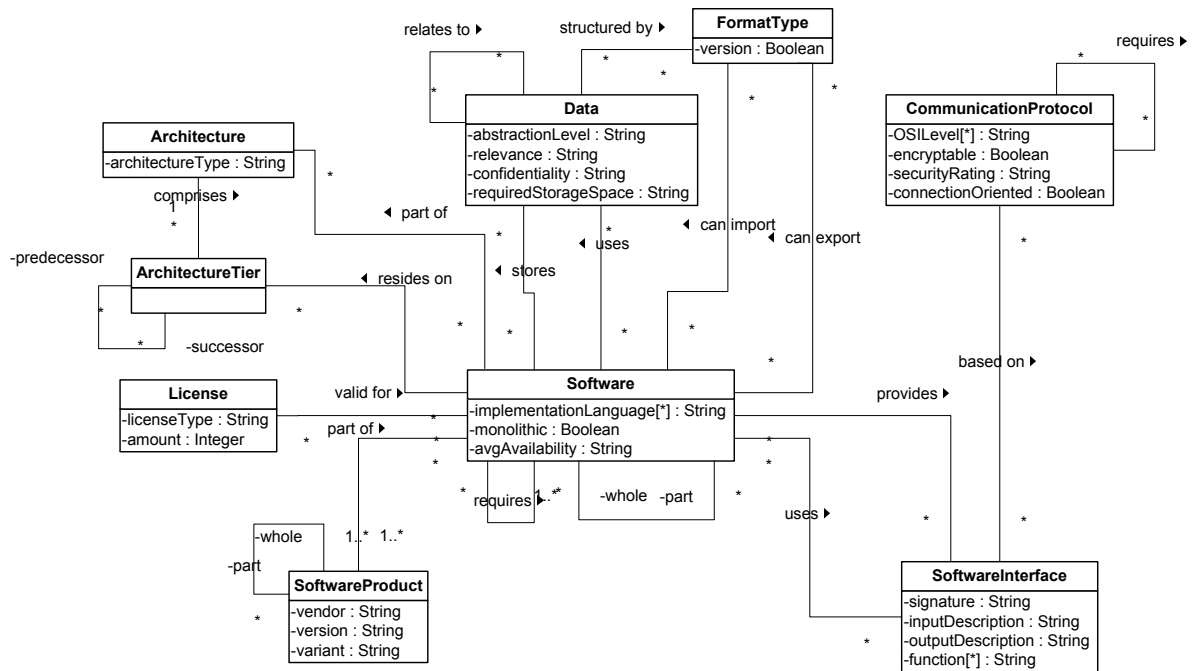 FormatType
-version : Boolean
relates to ▶
structured by ▶
requires ▶
*
*
*
*
*
*
*
*
Data
-abstractionLevel : String
-relevance : String
-confidentiality : String
-requiredStorageSpace : String
CommunicationProtocol
-OSILevel[*] : String
-encryptable : Boolean
-securityRating : String
-connectionOriented : Boolean
Architecture
-architectureType : String
*
comprises ▶
1
*
◀ part of
*
*
◀ uses
◀ can import
◀ can export
*
-predecessor
ArchitectureTier
◀ resides on
◀ stores
*
*
*
-successor
*
*
*
*
*
based on ▶
License
-licenseType : String
-amount : Integer
valid for ▶
Software
-implementationLanguage[*] : String
-monolithic : Boolean
-avgAvailability : String
provides ▶
*
part of ▶
*
*
*
*
*
*
requires ▶
1..*
-whole
-part
*
uses ▶
*
*
-whole
-part
1..*
1..*
*
SoftwareProduct
-vendor : String
-version : String
-variant : String
SoftwareInterface
-signature : String
-inputDescription : String
-outputDescription : String
-function[*] : String
*